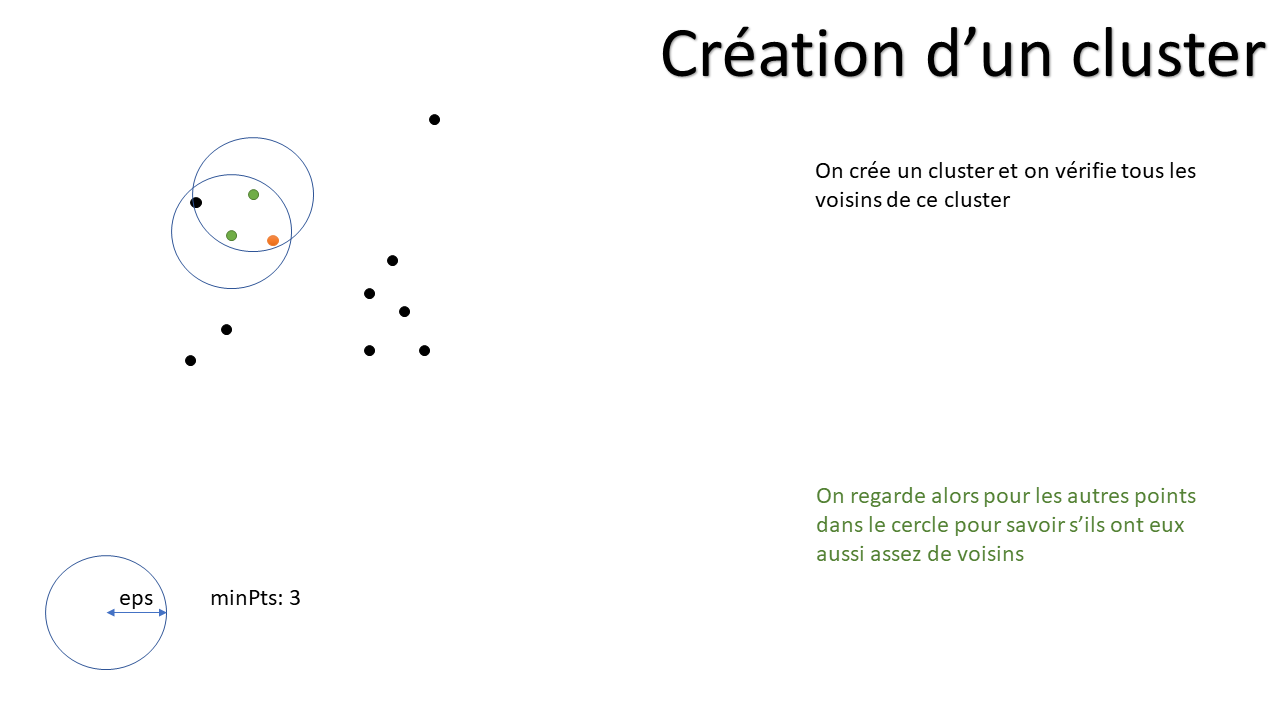 Création d’un cluster
On crée un cluster et on vérifie tous les
voisins de ce cluster
On regarde alors pour les autres points
dans le cercle pour savoir s’ils ont eux
aussi assez de voisins
eps
minPts: 3